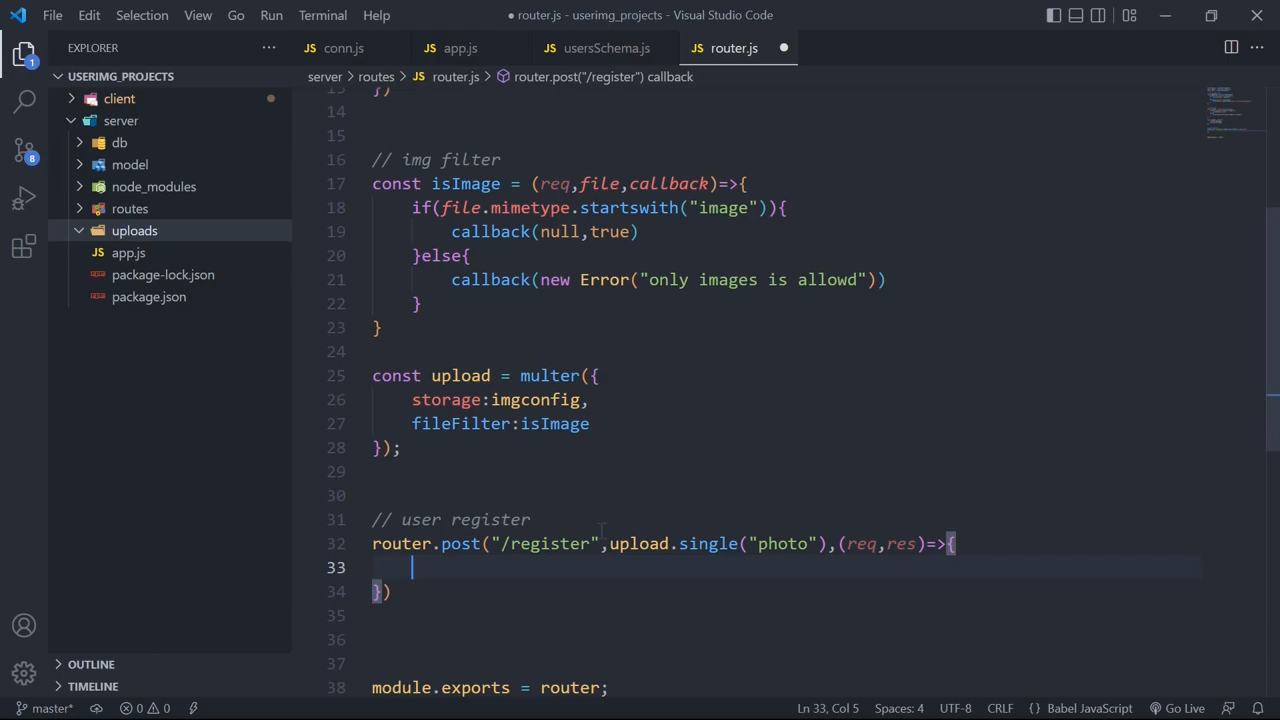 File Edit Selection View Go Run Terminal Help
● router.js - userimg_projects - Visual Studio Code
EXPLORER
conn.js
app.js
usersSchema.js
router.js
USERIMG_PROJECTS
server > routes > JS router.js > router.post("/register") callback
client
server
db
model
node_modules
routes
uploads
JS app.js
package-lock.json
package.json
1
8
13 })
14
15
16 // img filter
17 const isImage = (req,file,callback)=>{
18 if(file.mimetype.startswith("image")){
19 callback(null,true)
20 }else{
21 callback(new Error("only images is allowd"))
22 }
23 }
24
25 const upload = multer({
26 storage:imgconfig,
27 fileFilter:isImage
28 });
29
30
31 // user register
32 router.post("/register",upload.single("photo"),(req,res)=>{
33
34 })
35
36
37
38 module.exports = router;
OUTLINE
TIMELINE
master* 0 0 Ln 33, Col 5 Spaces: 4 UTF-8 CRLF {} Babel JavaScript Go Live